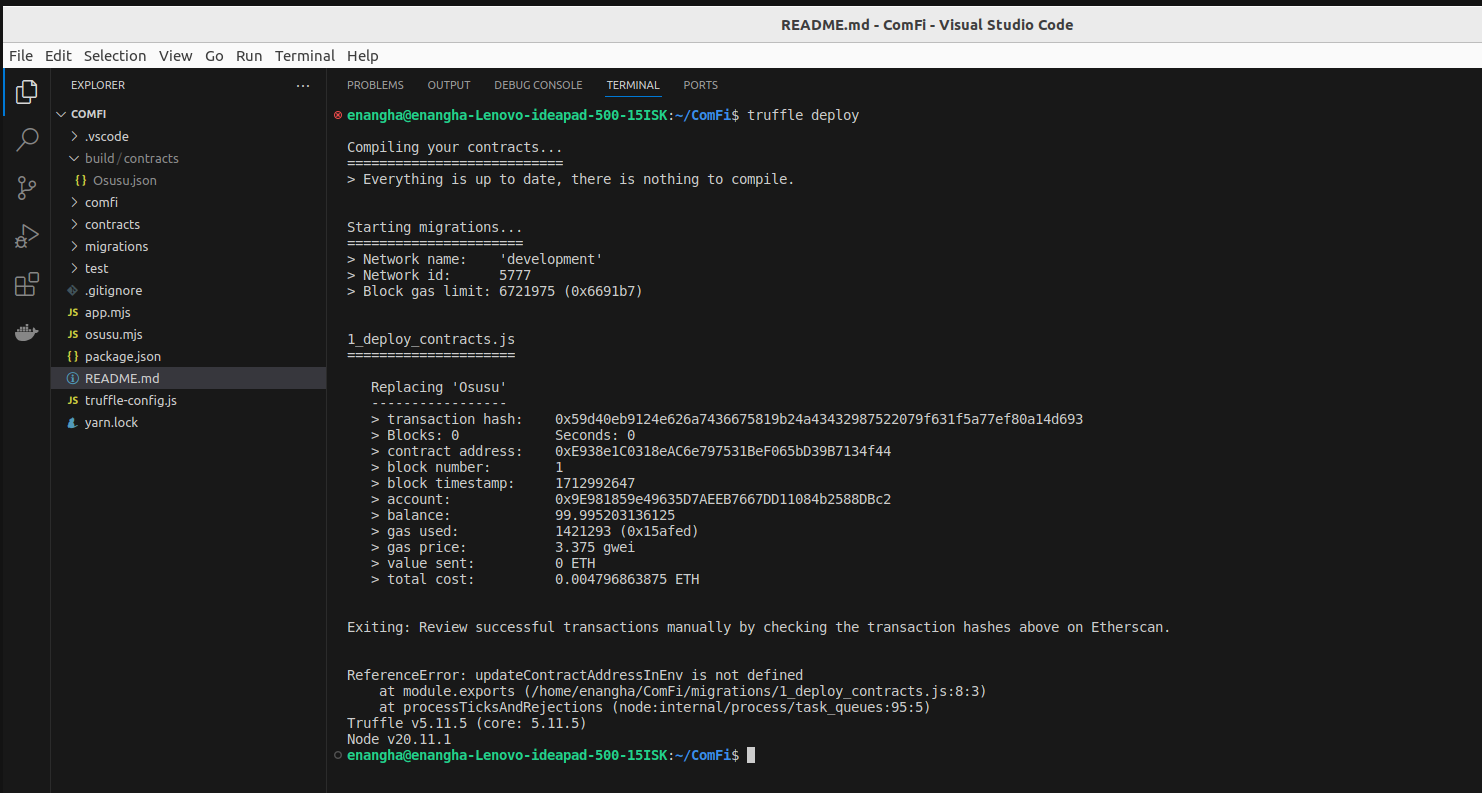 README.md - ComFi - Visual Studio Code
File Edit Selection View Go Run Terminal Help
EXPLORER
COMFI
.vscode
build / contracts
{} Osusu.json
comfi
contracts
migrations
test
.gitignore
JS app.mjs
JS osusu.mjs
{} package.json
README.md
JS truffle-config.js
yarn.lock
PROBLEMS OUTPUT DEBUG CONSOLE TERMINAL PORTS
enangha@enangha-Lenovo-ideapad-500-15ISK:~/ComFi$ truffle deploy
Compiling your contracts...
===========================
> Everything is up to date, there is nothing to compile.
Starting migrations...
======================
> Network name:    'development'
> Network id:      5777
> Block gas limit: 6721975 (0x6691b7)
1_deploy_contracts.js
=====================
Replacing 'Osusu'
-----------------
> transaction hash:    0x59d40eb9124e626a7436675819b24a43432987522079f631f5a77ef80a14d693
> Blocks: 0            Seconds: 0
> contract address:    0xE938e1C0318eAC6e797531BeF065bD39B7134f44
> block number:        1
> block timestamp:     1712992647
> account:             0x9E981859e49635D7AEEB7667DD11084b2588DBc2
> balance:             99.995203136125
> gas used:            1421293 (0x15afed)
> gas price:           3.375 gwei
> value sent:          0 ETH
> total cost:          0.004796863875 ETH
Exiting: Review successful transactions manually by checking the transaction hashes above on Etherscan.
ReferenceError: updateContractAddressInEnv is not defined
at module.exports (/home/enangha/ComFi/migrations/1_deploy_contracts.js:8:3)
at processTicksAndRejections (node:internal/process/task_queues:95:5)
Truffle v5.11.5 (core: 5.11.5)
Node v20.11.1
enangha@enangha-Lenovo-ideapad-500-15ISK:~/ComFi$